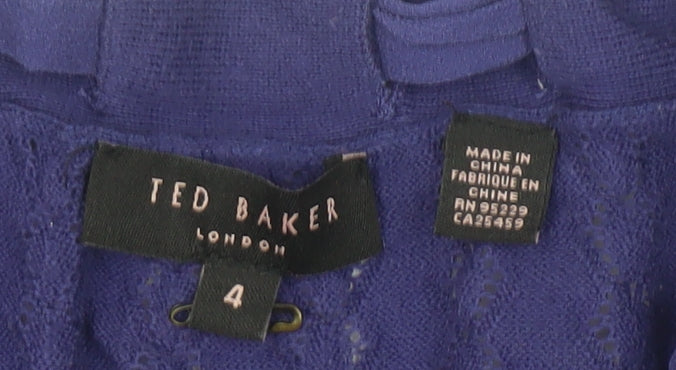 TED BAKER
LONDON
4
MADE IN
CHINA
FABRIQUE EN
CHINE
RN 95229
CA25459